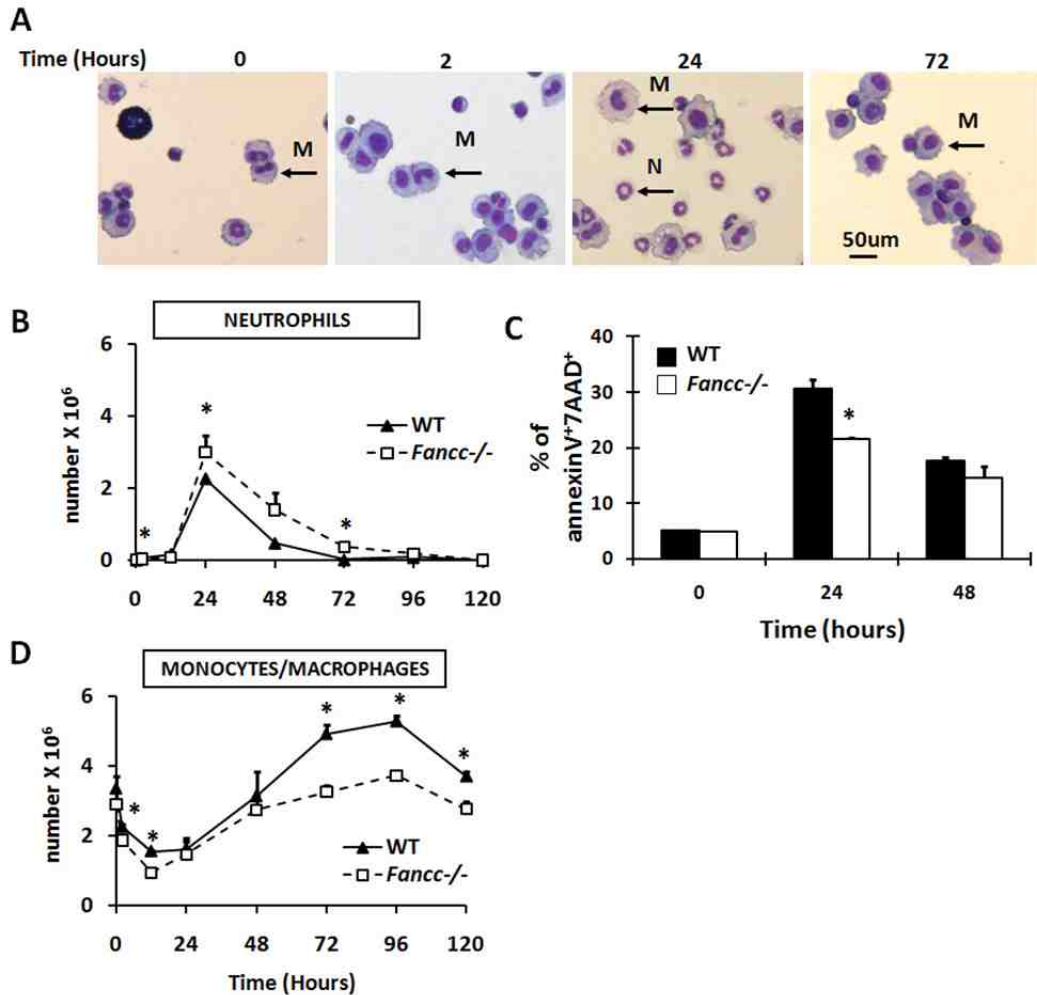 A
Time (Hours) 0 2 24 72
M
M
M
N
M
50um
B
NEUTROPHILS
6
4
2
0
number X 10⁶
*
*
*
WT
Fancc-/-
0 24 48 72 96 120
C
40
30
20
10
0
% of
annexinV⁺7AAD⁺
WT
Fancc-/-
*
0 24 48
Time (hours)
D
MONOCYTES/MACROPHAGES
6
4
2
0
number X 10⁶
*
*
*
*
*
WT
Fancc-/-
0 24 48 72 96 120
Time (Hours)